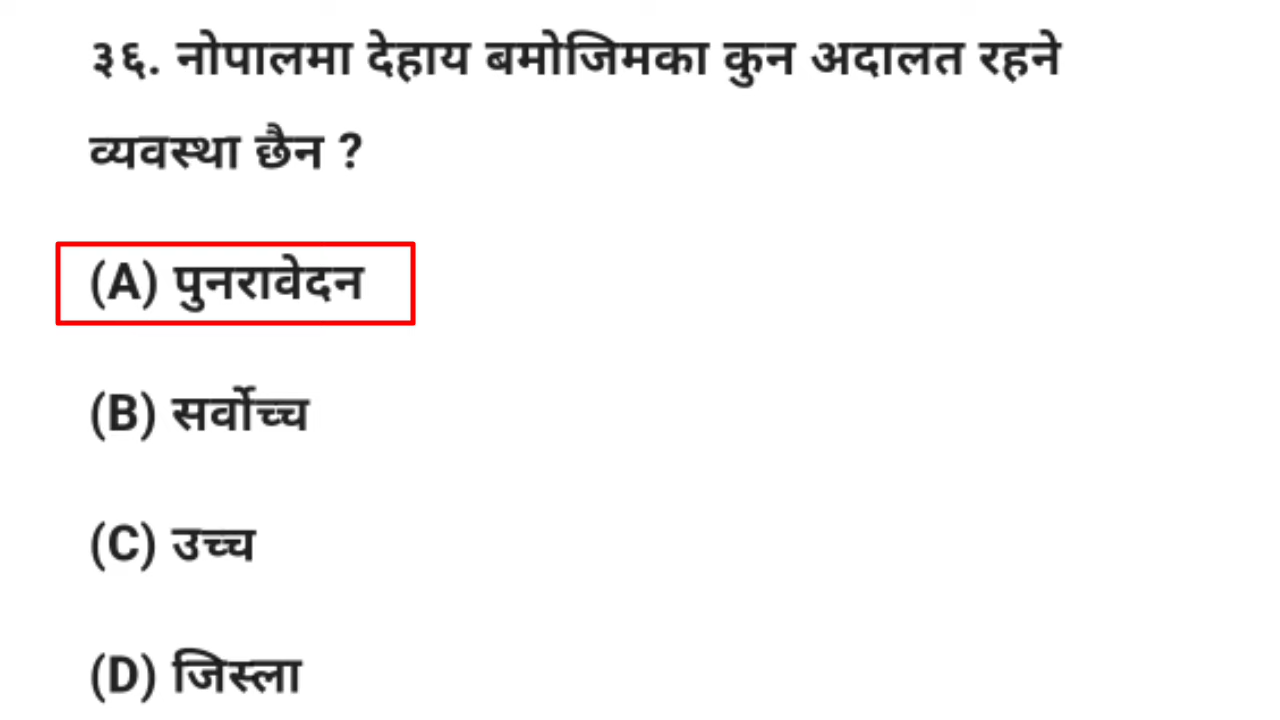 ३६. नोपालमा देहाय बमोजिमका कुन अदालत रहने
व्यवस्था छैन ?
(A) पुनरावेदन
(B) सर्वोच्च
(C) उच्च
(D) जिस्ला